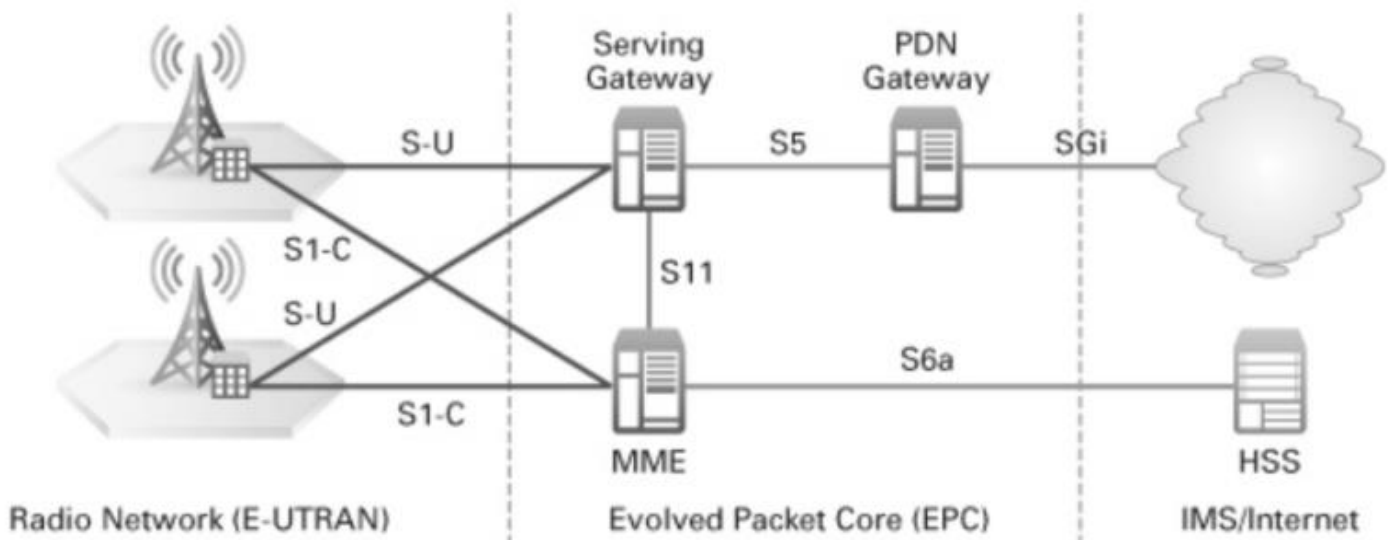 Serving
Gateway
PDN
Gateway
S-U
S5
SGi
S1-C
S11
S-U
S6a
S1-C
MME
HSS
Radio Network (E-UTRAN)
Evolved Packet Core (EPC)
IMS/Internet